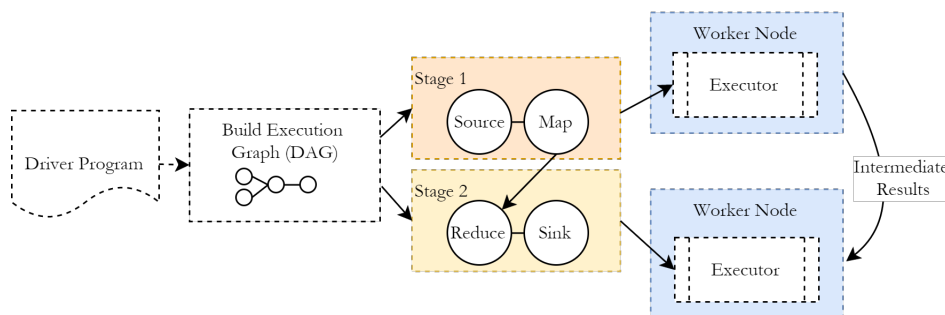 Driver Program
Build Execution
Graph (DAG)
Stage 1
Source
Map
Stage 2
Reduce
Sink
Worker Node
Executor
Intermediate
Results
Worker Node
Executor